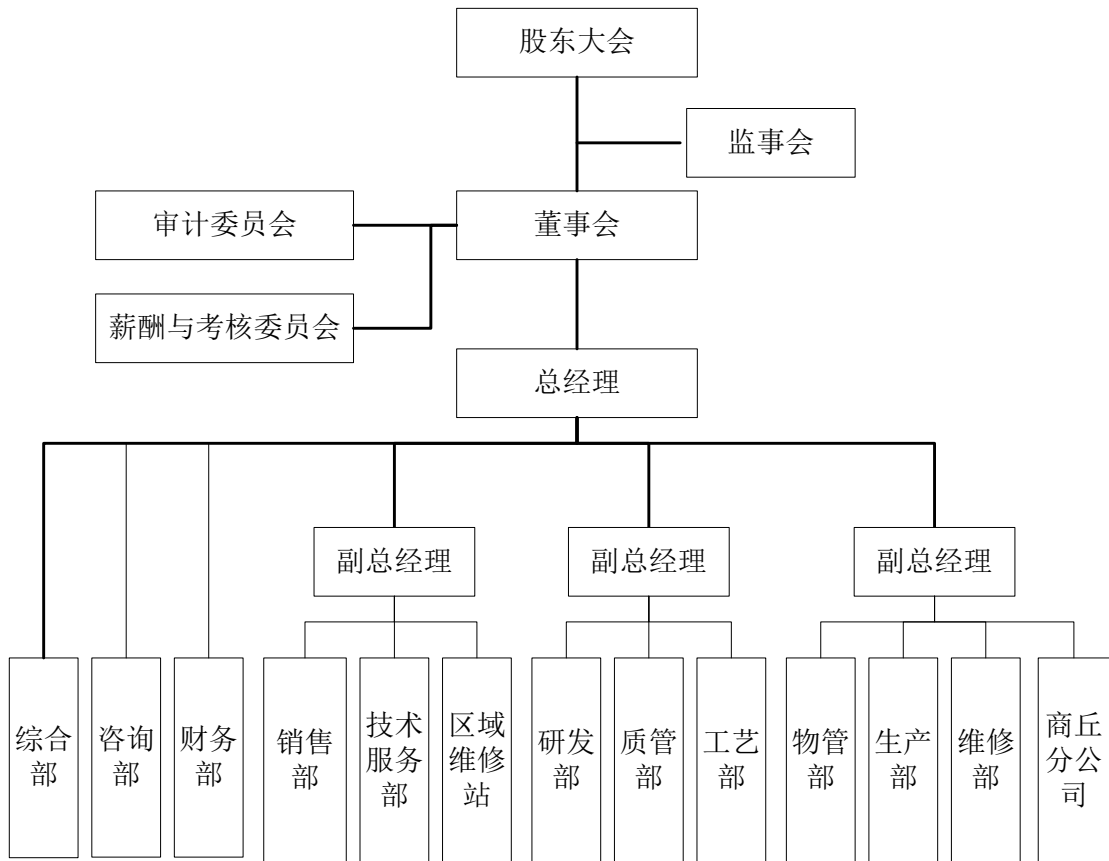 股东大会
监事会
审计委员会
董事会
薪酬与考核委员会
总经理
副总经理
副总经理
副总经理
综合
部
咨询
部
财务
部
销售
部
技术
服务
部
区域
维修
站
研发
部
质管
部
工艺
部
物管
部
生产
部
维修
部
商丘
分公
司